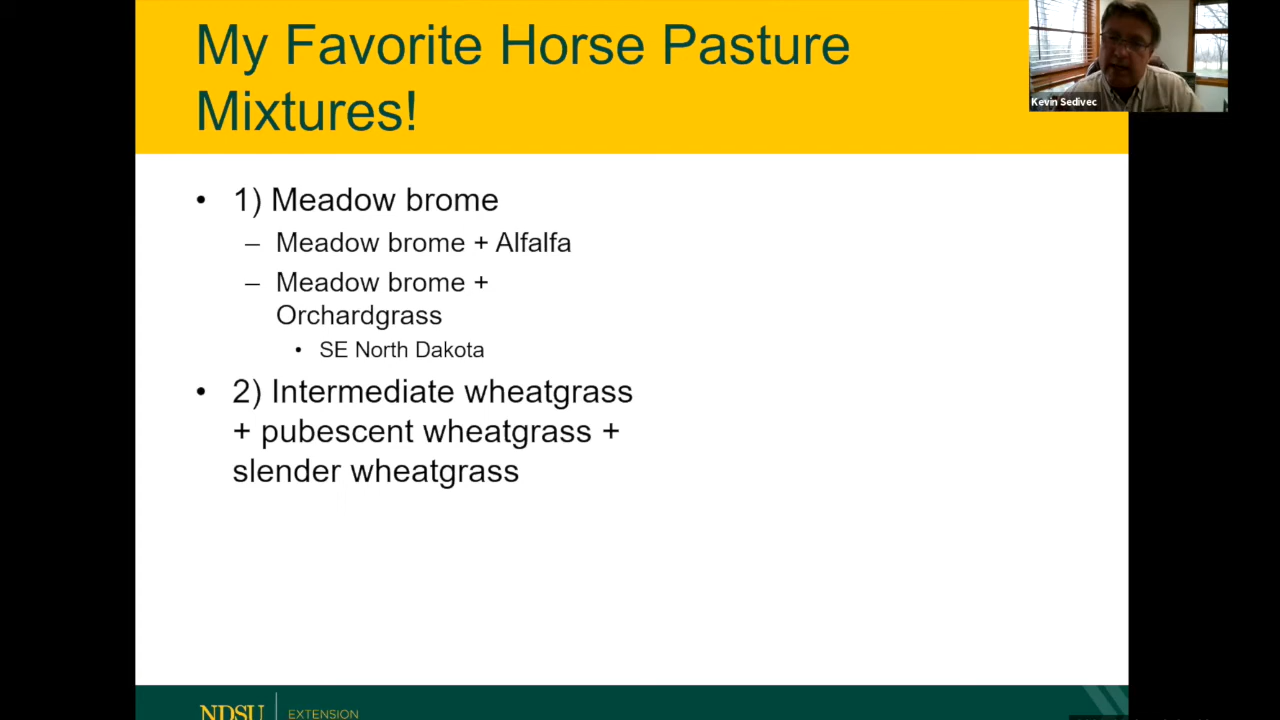 My Favorite Horse Pasture
Mixtures!
Kevin Sedivec
• 1) Meadow brome
– Meadow brome + Alfalfa
– Meadow brome +
Orchardgrass
• SE North Dakota
• 2) Intermediate wheatgrass
+ pubescent wheatgrass +
slender wheatgrass
NDSU EXTENSION